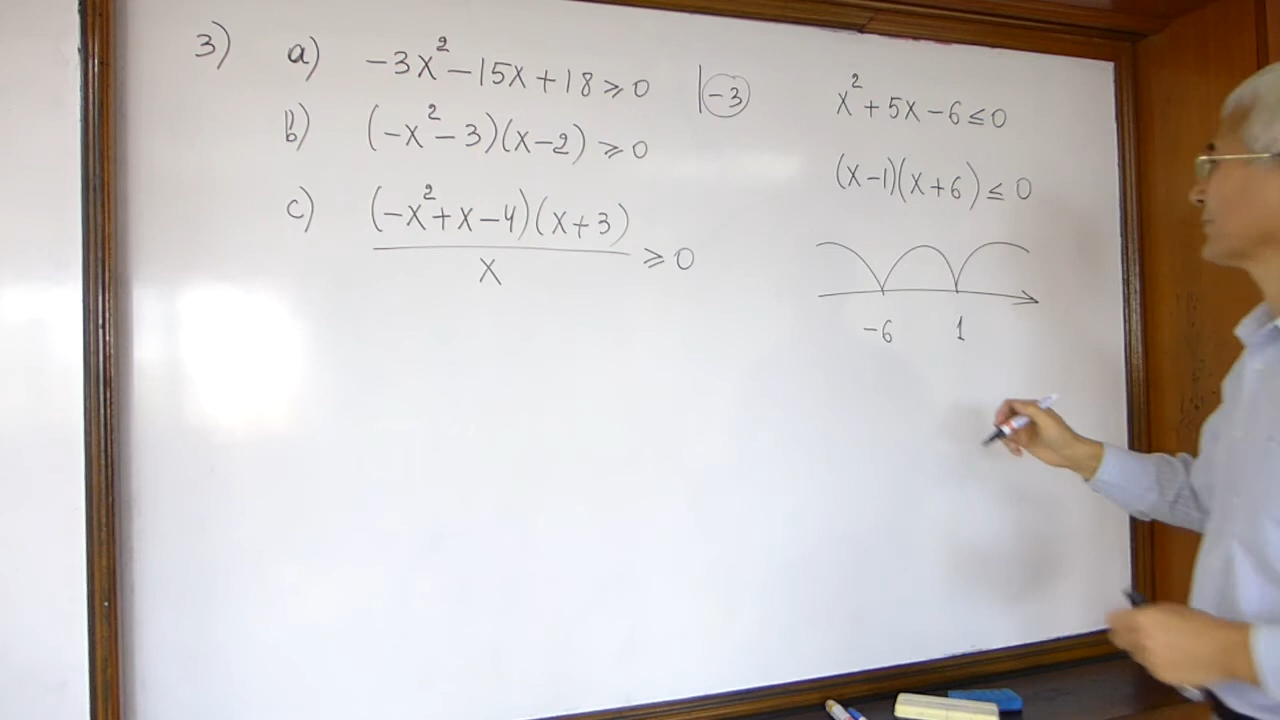 3) a) -3x² - 15x + 18 ⩾ 0 |-3
b) (-x² - 3)(x - 2) ⩾ 0
c) (-x² + x - 4)(x + 3) / x ⩾ 0
x² + 5x - 6 ≤ 0
(x - 1)(x + 6) ≤ 0
-6 1